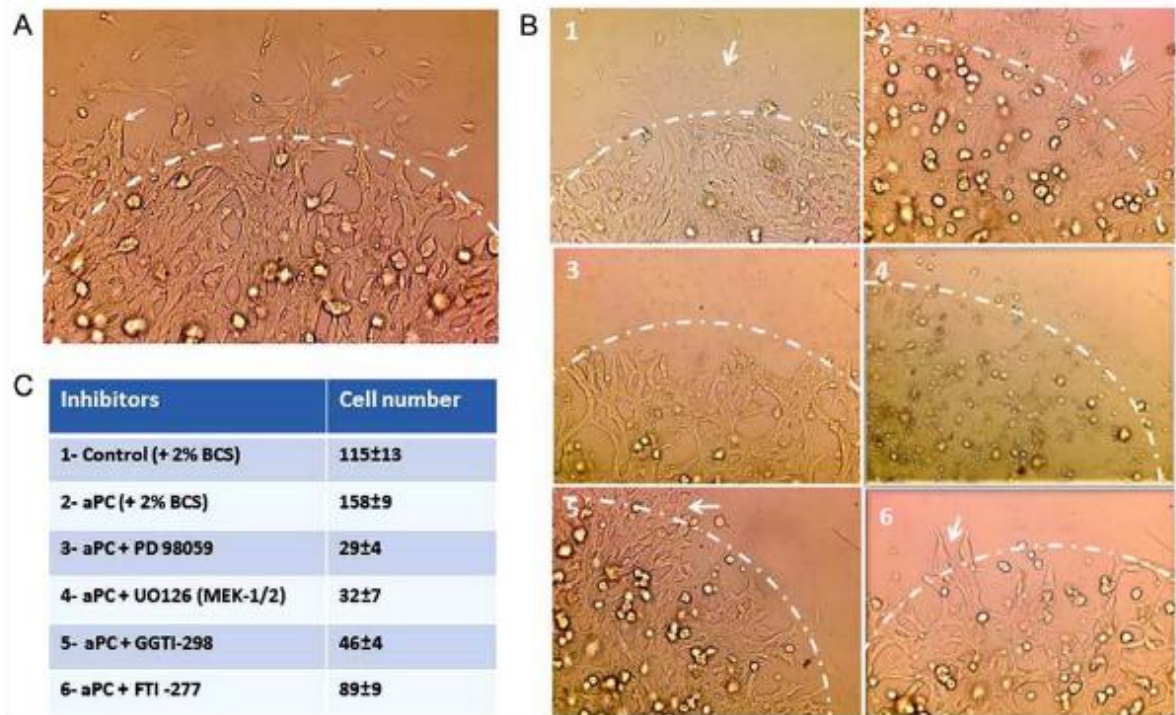 A
B
1
2
3
4
5
6
C
Inhibitors Cell number
1- Control (+ 2% BCS) 115±13
2- aPC (+ 2% BCS) 158±9
3- aPC + PD 98059 29±4
4- aPC + UO126 (MEK-1/2) 32±7
5- aPC + GGTI-298 46±4
6- aPC + FTI -277 89±9